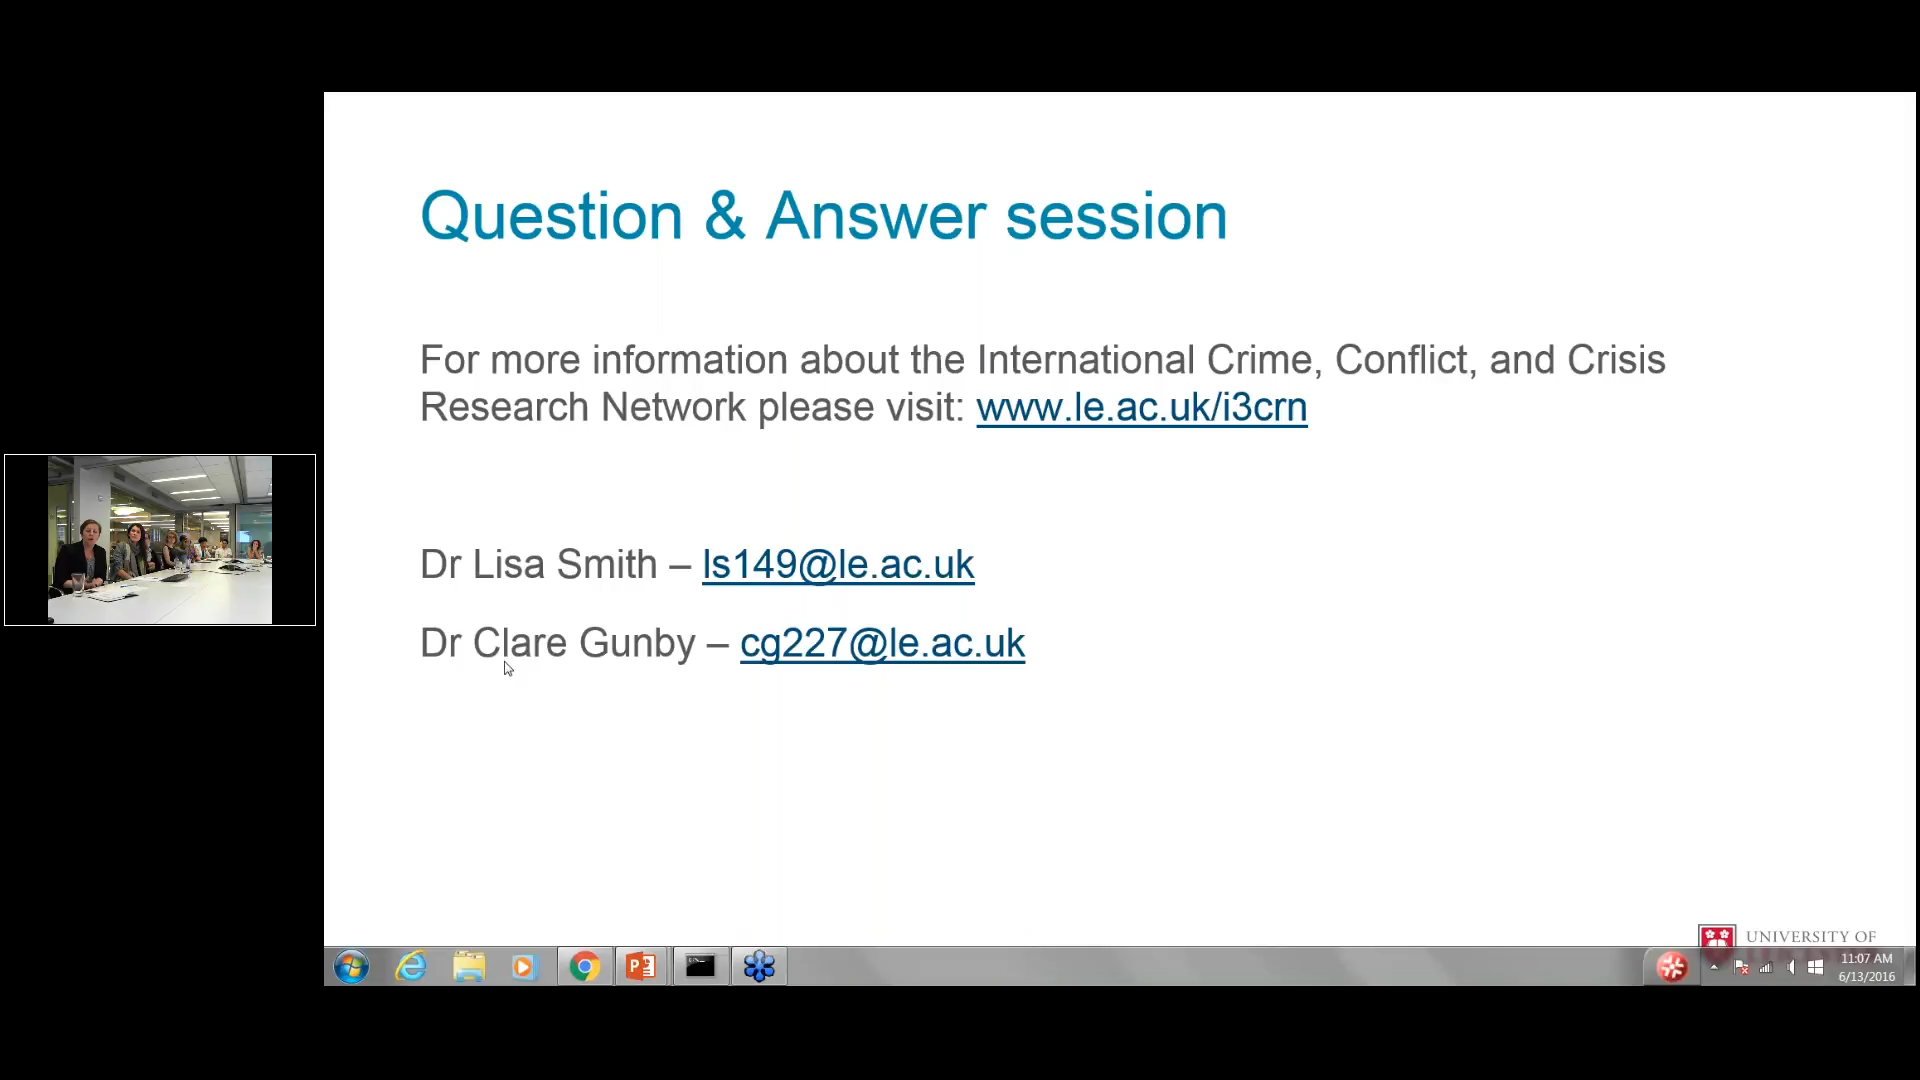 Question & Answer session
For more information about the International Crime, Conflict, and Crisis
Research Network please visit: www.le.ac.uk/i3crn
Dr Lisa Smith – ls149@le.ac.uk
Dr Clare Gunby – cg227@le.ac.uk
UNIVERSITY OF
11:07 AM
6/13/2016